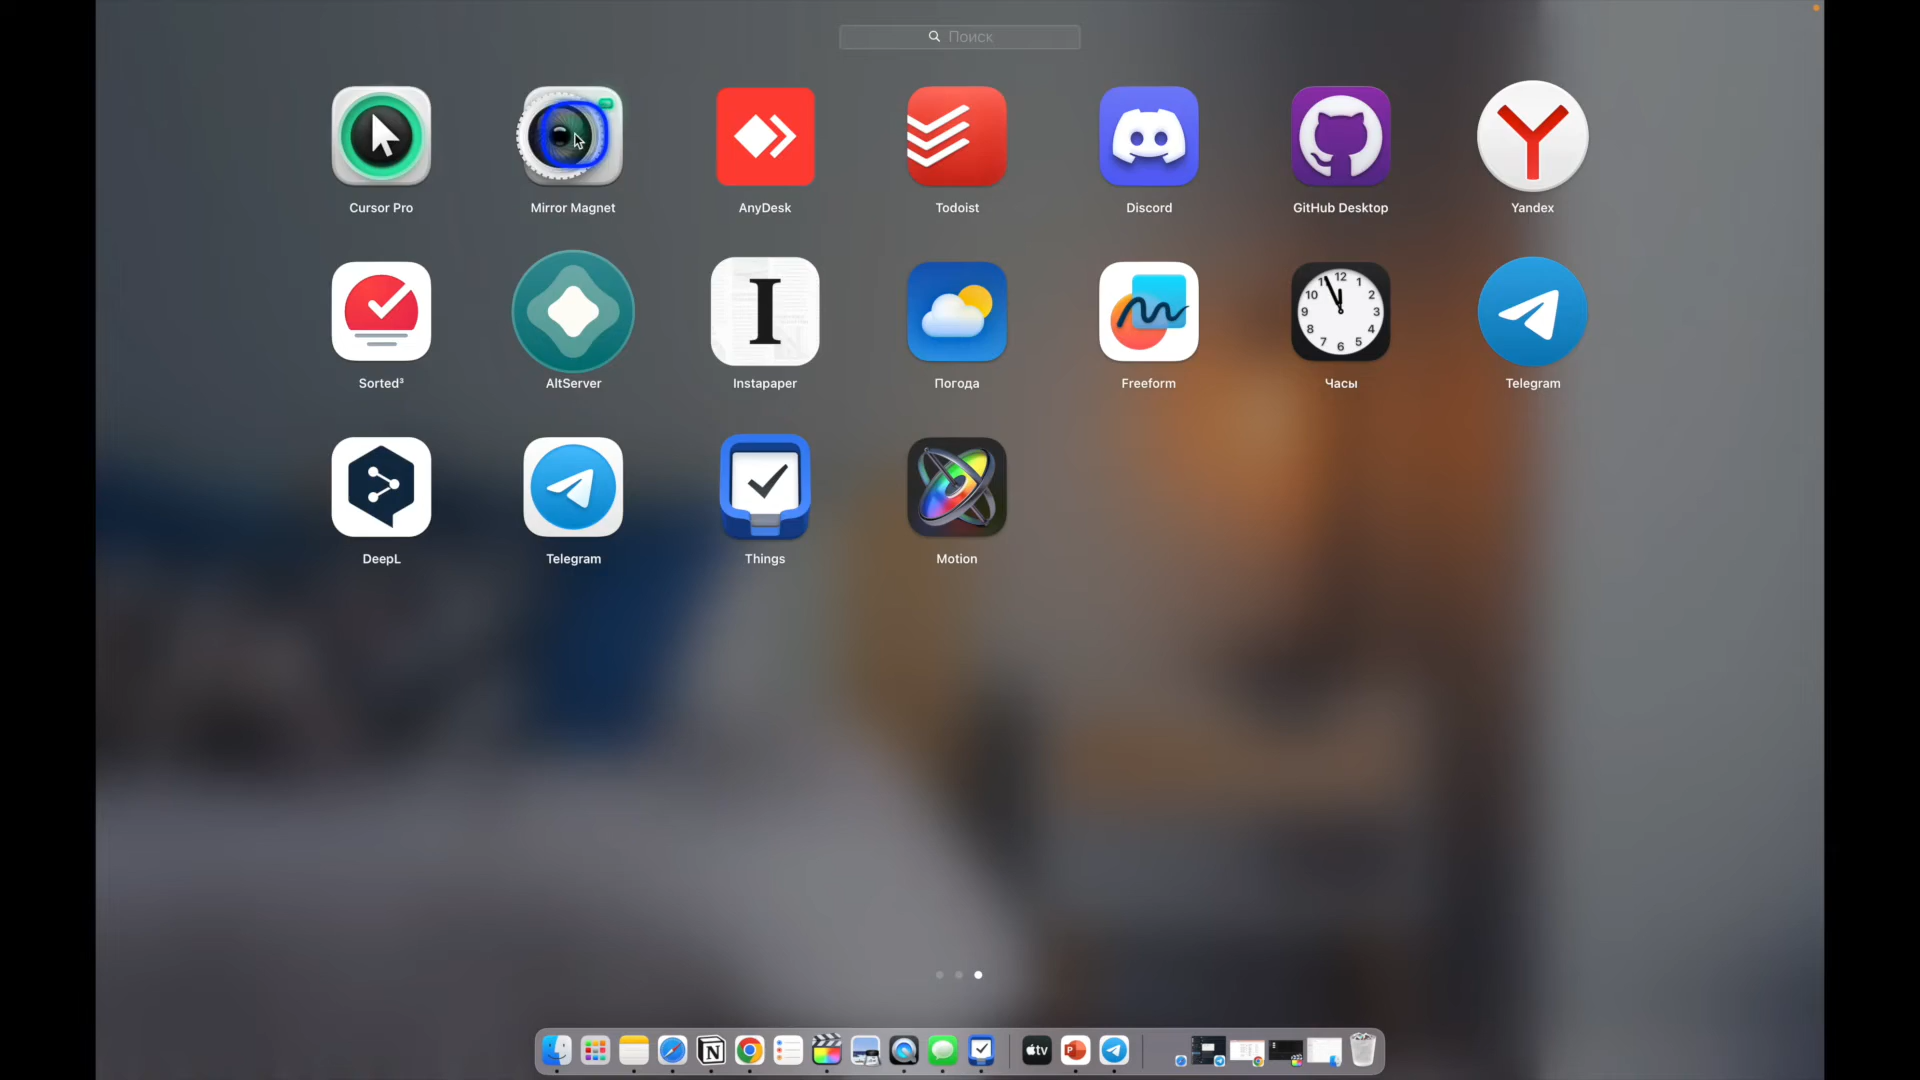 Поиск
Cursor Pro
Mirror Magnet
AnyDesk
Todoist
Discord
GitHub Desktop
Yandex
Sorted³
AltServer
Instapaper
Погода
Freeform
Часы
Telegram
DeepL
Telegram
Things
Motion